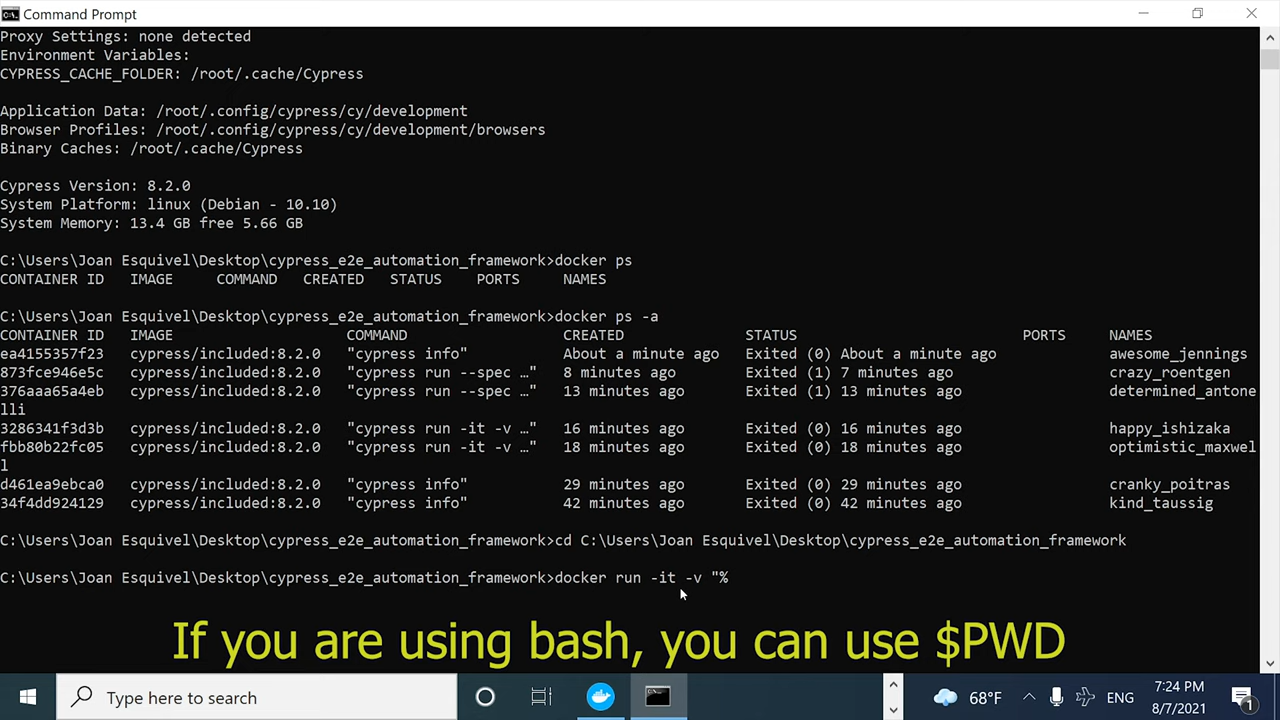 Command Prompt
Proxy Settings: none detected
Environment Variables:
CYPRESS_CACHE_FOLDER: /root/.cache/Cypress
Application Data: /root/.config/cypress/cy/development
Browser Profiles: /root/.config/cypress/cy/development/browsers
Binary Caches: /root/.cache/Cypress
Cypress Version: 8.2.0
System Platform: linux (Debian - 10.10)
System Memory: 13.4 GB free 5.66 GB
C:\Users\Joan Esquivel\Desktop\cypress_e2e_automation_framework>docker ps
CONTAINER ID   IMAGE     COMMAND   CREATED   STATUS    PORTS     NAMES
C:\Users\Joan Esquivel\Desktop\cypress_e2e_automation_framework>docker ps -a
CONTAINER ID   IMAGE                    COMMAND                  CREATED              STATUS                          PORTS     NAMES
ea4155357f23   cypress/included:8.2.0   "cypress info"           About a minute ago   Exited (0) About a minute ago             awesome_jennings
873fce946e5c   cypress/included:8.2.0   "cypress run --spec …"   8 minutes ago        Exited (1) 7 minutes ago                  crazy_roentgen
376aaa65a4eb   cypress/included:8.2.0   "cypress run --spec …"   13 minutes ago       Exited (1) 13 minutes ago                 determined_antone
lli
3286341f3d3b   cypress/included:8.2.0   "cypress run -it -v …"   16 minutes ago       Exited (0) 16 minutes ago                 happy_ishizaka
fbb80b22fc05   cypress/included:8.2.0   "cypress run -it -v …"   18 minutes ago       Exited (0) 18 minutes ago                 optimistic_maxwel
l
d461ea9ebca0   cypress/included:8.2.0   "cypress info"           29 minutes ago       Exited (0) 29 minutes ago                 cranky_poitras
34f4dd924129   cypress/included:8.2.0   "cypress info"           42 minutes ago       Exited (0) 42 minutes ago                 kind_taussig
C:\Users\Joan Esquivel\Desktop\cypress_e2e_automation_framework>cd C:\Users\Joan Esquivel\Desktop\cypress_e2e_automation_framework
C:\Users\Joan Esquivel\Desktop\cypress_e2e_automation_framework>docker run -it -v "%
If you are using bash, you can use $PWD
Type here to search
68°F
ENG
7:24 PM
8/7/2021
1